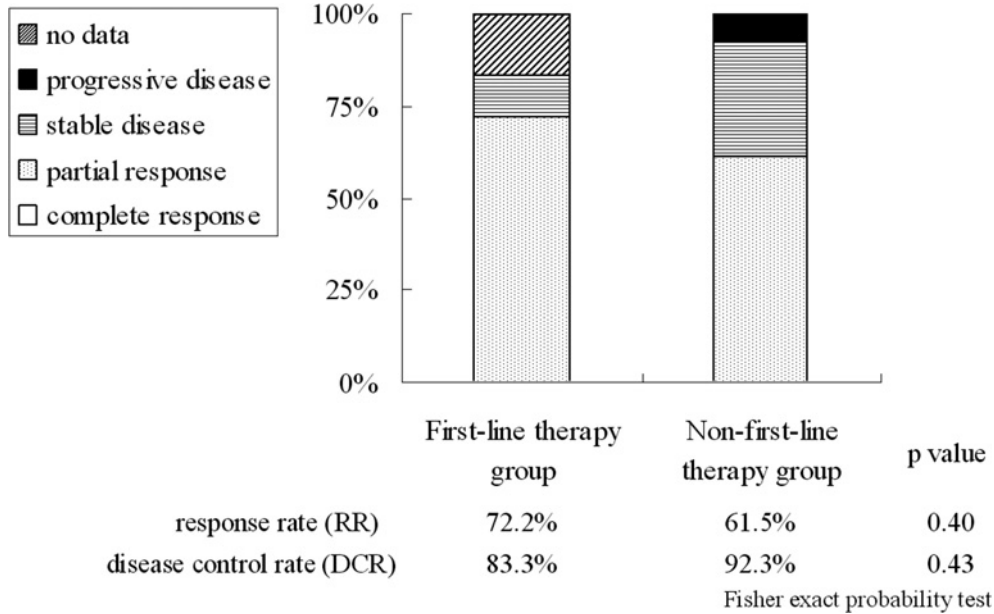 no data
progressive disease
stable disease
partial response
complete response
100%
75%
50%
25%
0%
First-line therapy group
Non-first-line therapy group
p value
response rate (RR) 72.2% 61.5% 0.40
disease control rate (DCR) 83.3% 92.3% 0.43
Fisher exact probability test